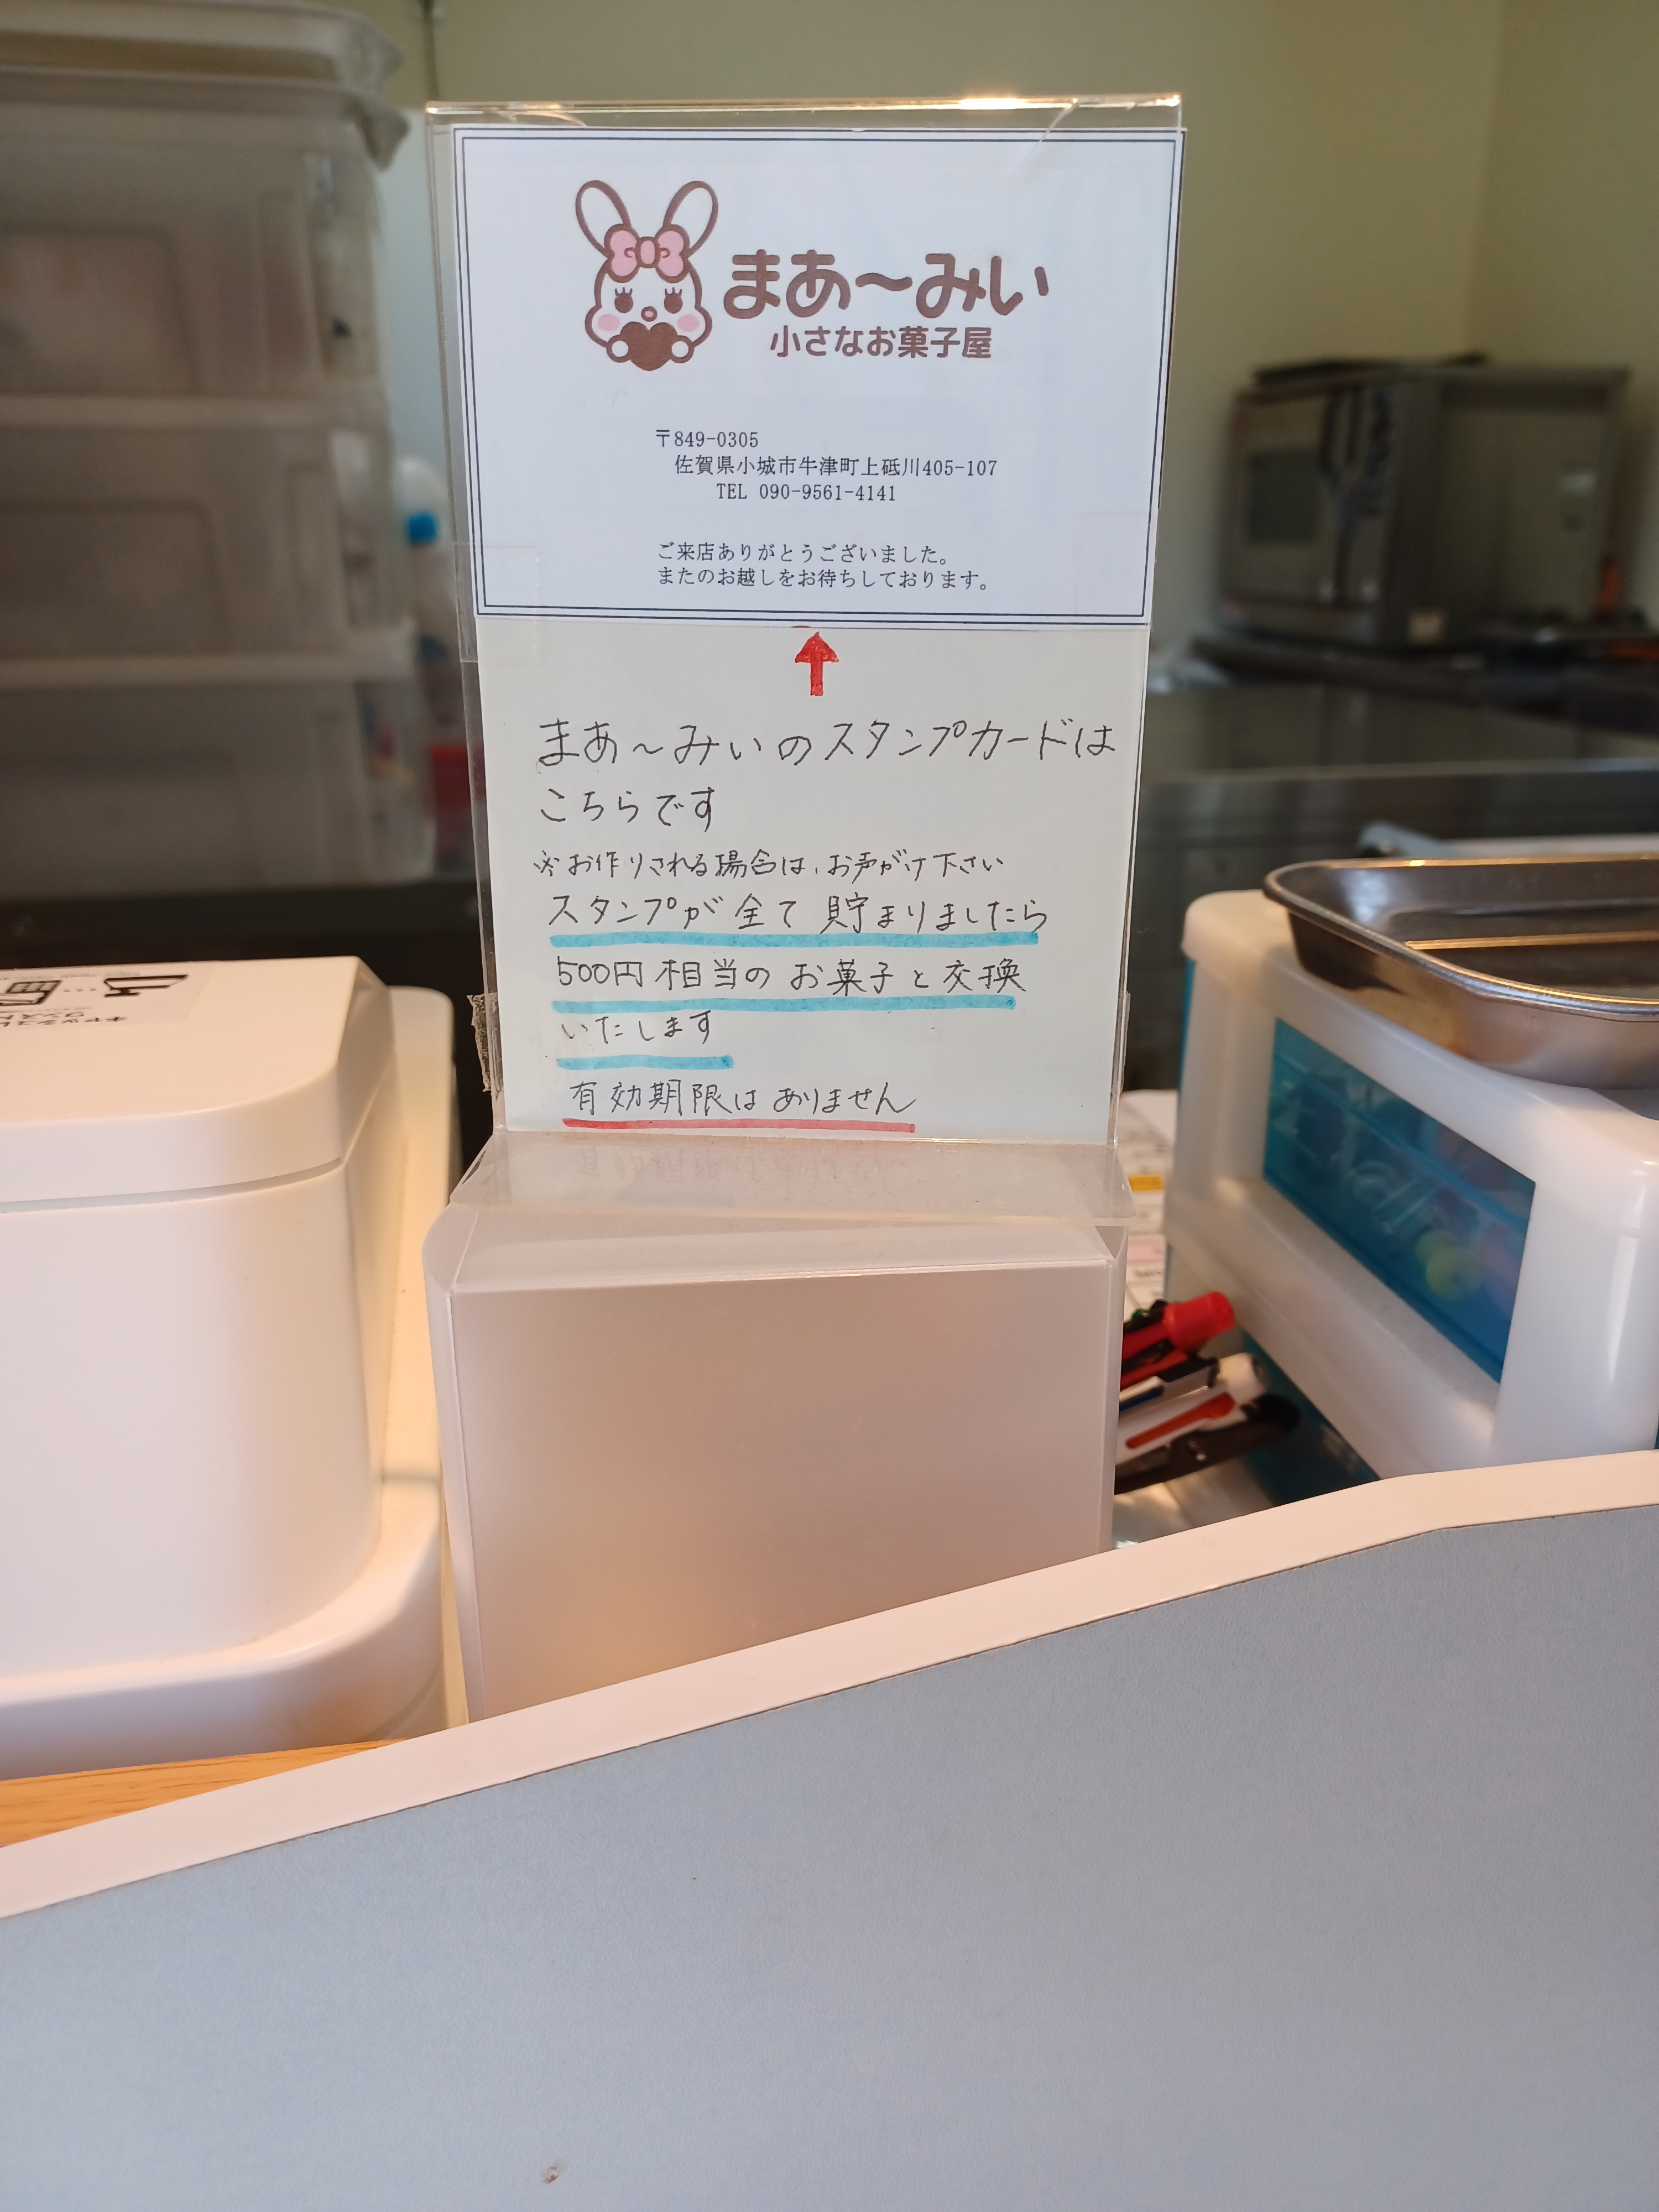 まあ〜みい
小さなお菓子屋
〒849-0305
佐賀県小城市牛津町上砥川405-107
TEL 090-9561-4141
ご来店ありがとうございました。
またのお越しをお待ちしております。
まあ〜みぃのスタンプカードは
こちらです
※お作りされる場合は、お声がけ下さい
スタンプが全て貯まりましたら
500円相当のお菓子と交換
いたします
有効期限はありません